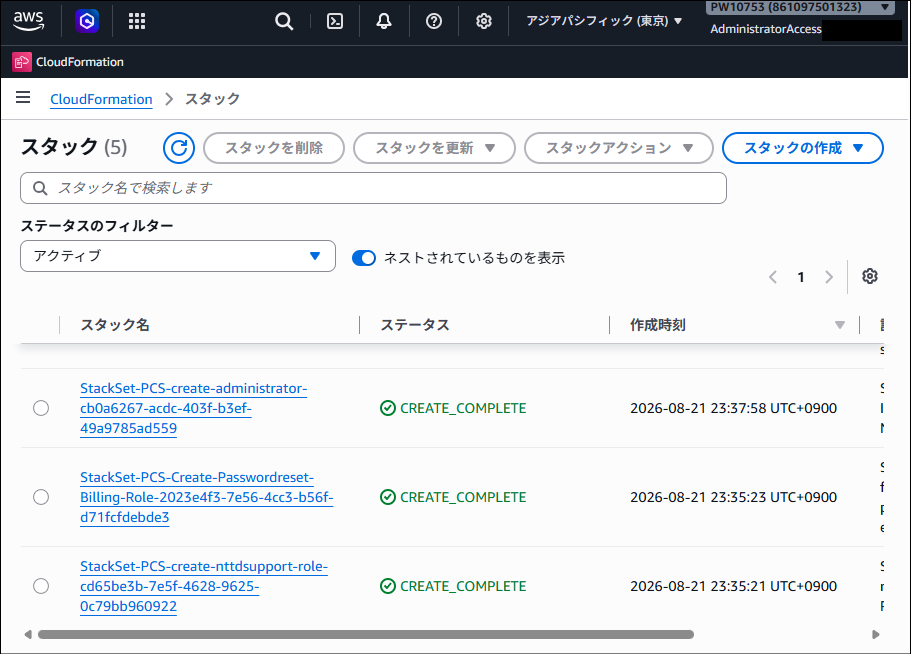 aws
アジアパシフィック (東京) ▼
PW10753 (861097501323) ▼
AdministratorAccess
CloudFormation
CloudFormation > スタック
スタック (5)
スタックを削除
スタックを更新 ▼
スタックアクション ▼
スタックの作成 ▼
スタック名で検索します
ステータスのフィルター
アクティブ
ネストされているものを表示
1
スタック名
ステータス
作成時刻
StackSet-PCS-create-administrator-
cb0a6267-acdc-403f-b3ef-
49a9785ad559
CREATE_COMPLETE
2026-08-21 23:37:58 UTC+0900
StackSet-PCS-Create-Passwordreset-
Billing-Role-2023e4f3-7e56-4cc3-b56f-
d71fcfdebde3
CREATE_COMPLETE
2026-08-21 23:35:23 UTC+0900
StackSet-PCS-create-nttdsupport-role-
cd65be3b-7e5f-4628-9625-
0c79bb960922
CREATE_COMPLETE
2026-08-21 23:35:21 UTC+0900